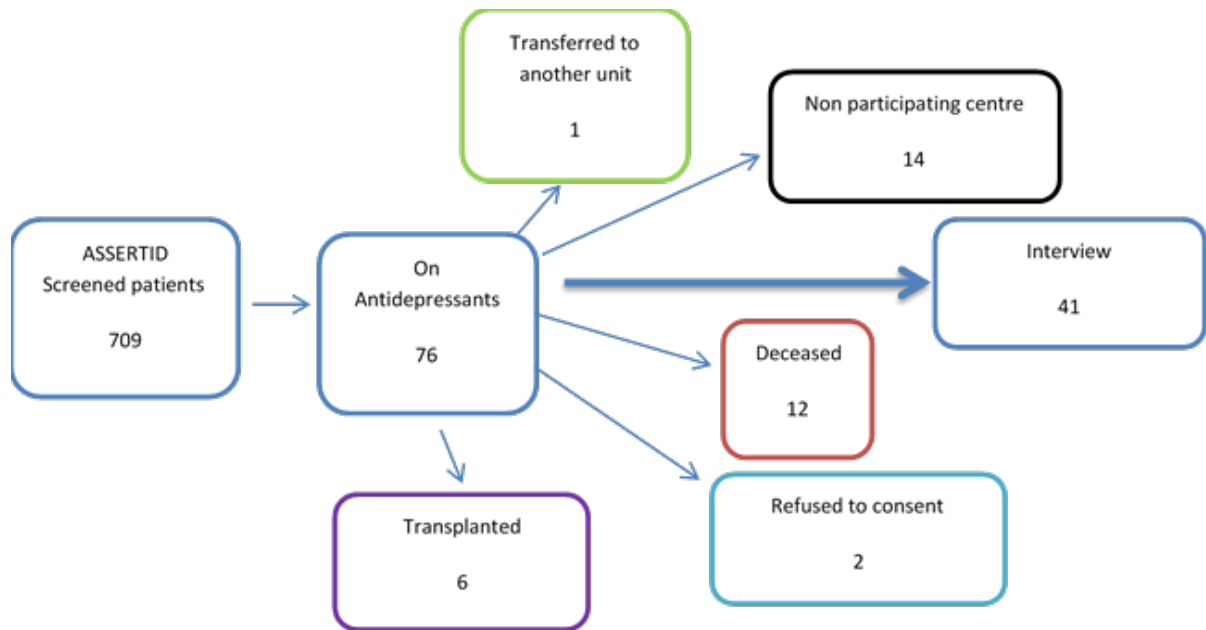 Transferred to
another unit
1
Non participating centre
14
ASSERTID
Screened patients
709
On
Antidepressants
76
Interview
41
Deceased
12
Refused to consent
2
Transplanted
6